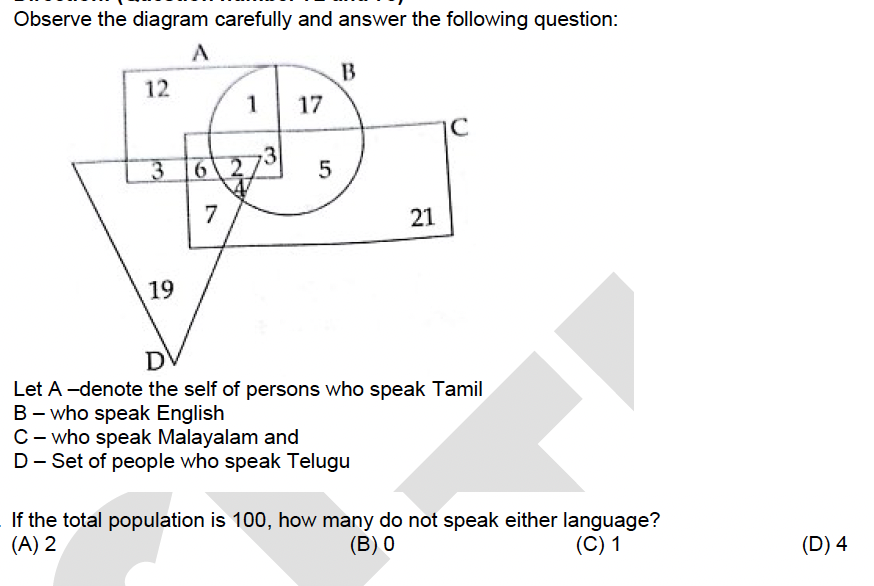 Observe the diagram carefully and answer the following question:
A
B
12
1
17
C
3
6
2
3
5
4
7
21
19
D
Let A –denote the self of persons who speak Tamil
B – who speak English
C – who speak Malayalam and
D – Set of people who speak Telugu
If the total population is 100, how many do not speak either language?
(A) 2 (B) 0 (C) 1 (D) 4